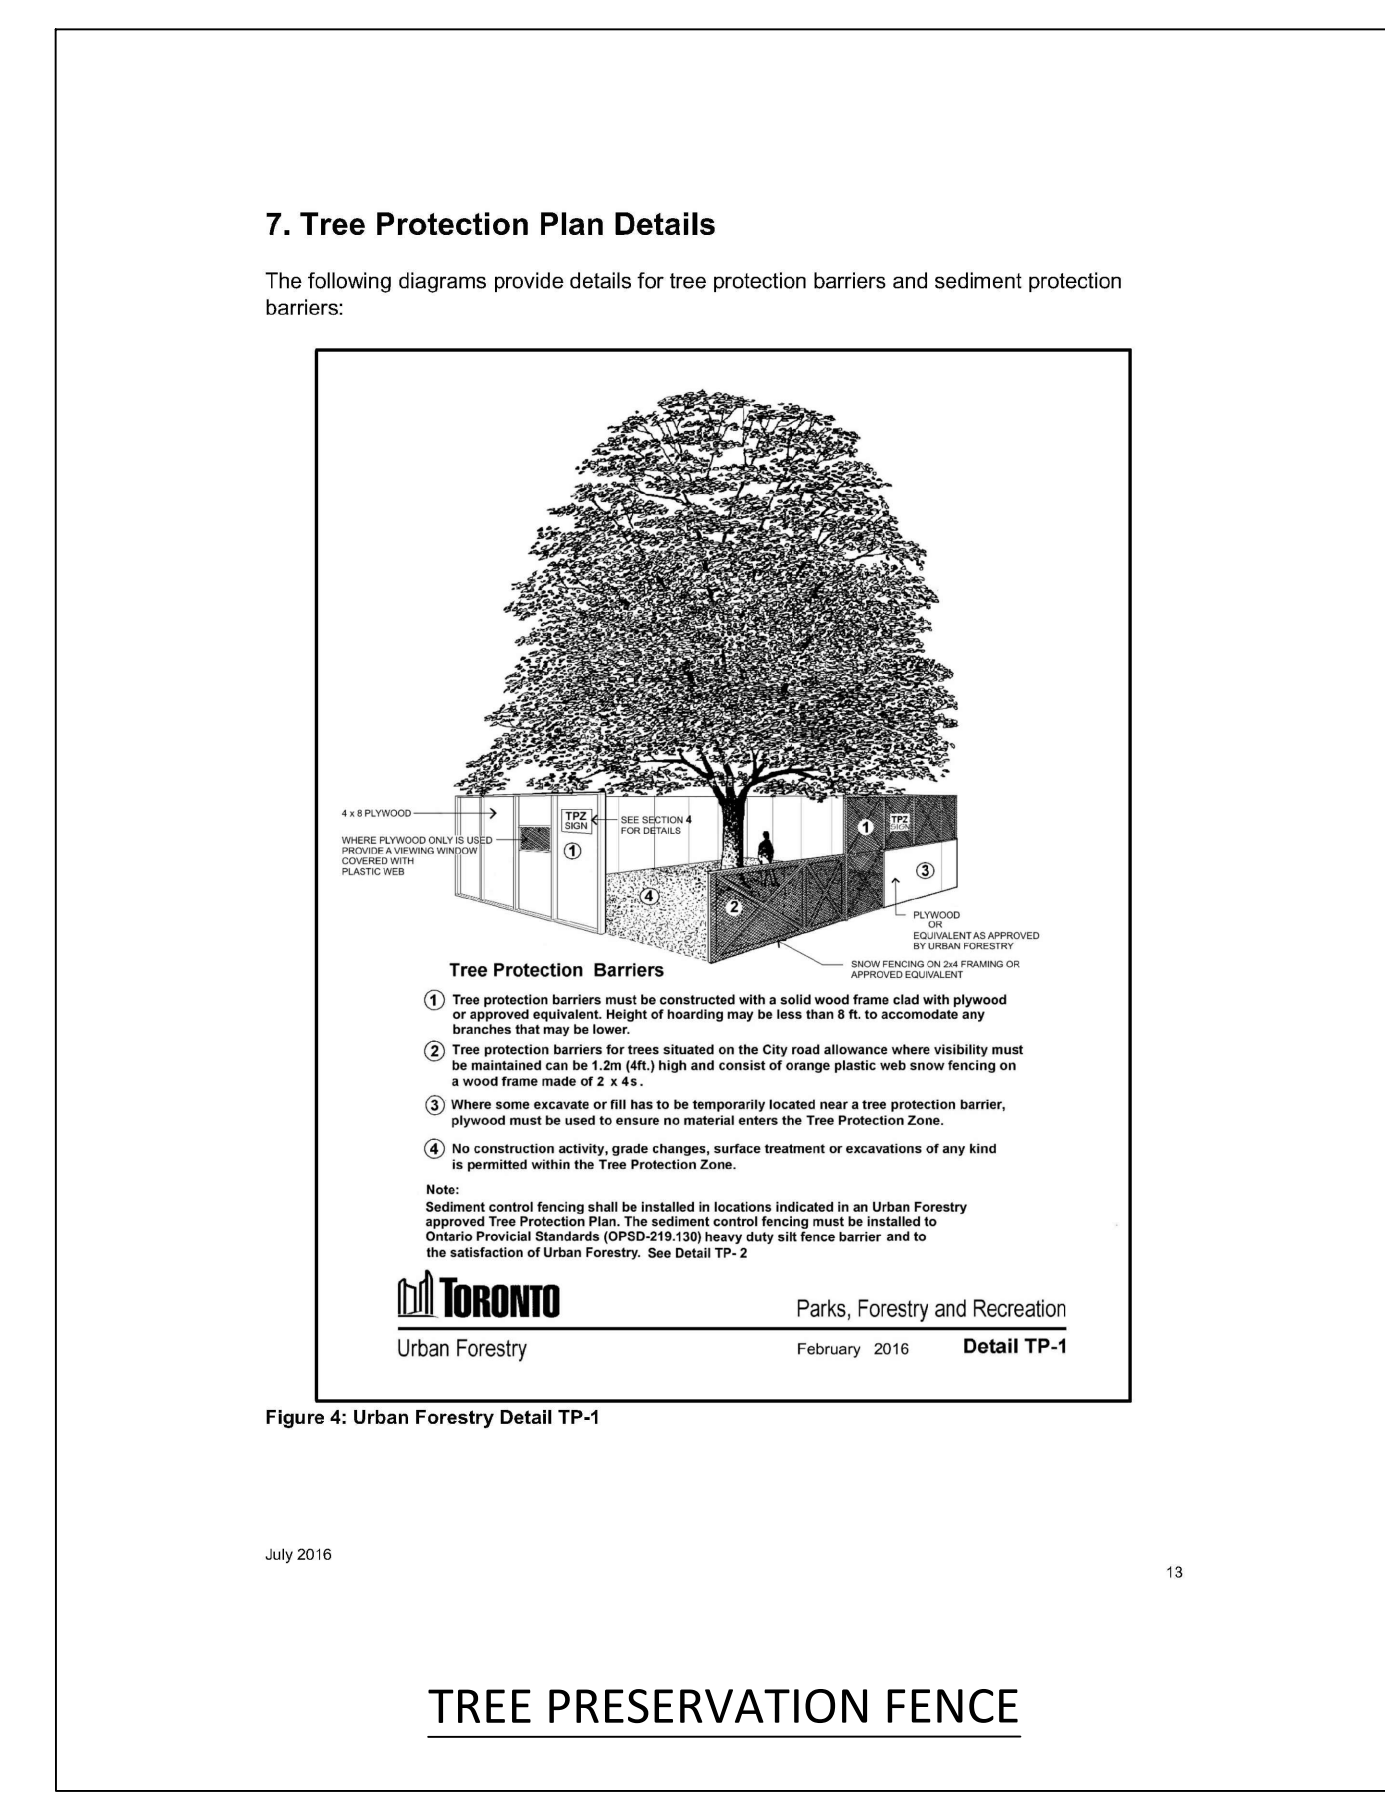 7. Tree Protection Plan Details
The following diagrams provide details for tree protection barriers and sediment protection
barriers:
4 x 8 PLYWOOD
WHERE PLYWOOD ONLY IS USED
PROVIDE A VIEWING WINDOW
COVERED WITH
PLASTIC WEB
TPZ
SIGN
1
SEE SECTION 4
FOR DETAILS
4
2
1
TPZ
SIGN
3
PLYWOOD
OR
EQUIVALENT AS APPROVED
BY URBAN FORESTRY
SNOW FENCING ON 2x4 FRAMING OR
APPROVED EQUIVALENT
Tree Protection Barriers
1 Tree protection barriers must be constructed with a solid wood frame clad with plywood
or approved equivalent. Height of hoarding may be less than 8 ft. to accomodate any
branches that may be lower.
2 Tree protection barriers for trees situated on the City road allowance where visibility must
be maintained can be 1.2m (4ft.) high and consist of orange plastic web snow fencing on
a wood frame made of 2 x 4s.
3 Where some excavate or fill has to be temporarily located near a tree protection barrier,
plywood must be used to ensure no material enters the Tree Protection Zone.
4 No construction activity, grade changes, surface treatment or excavations of any kind
is permitted within the Tree Protection Zone.
Note:
Sediment control fencing shall be installed in locations indicated in an Urban Forestry
approved Tree Protection Plan. The sediment control fencing must be installed to
Ontario Provicial Standards (OPSD-219.130) heavy duty silt fence barrier and to
the satisfaction of Urban Forestry. See Detail TP- 2
TORONTO
Parks, Forestry and Recreation
Urban Forestry
February 2016
Detail TP-1
Figure 4: Urban Forestry Detail TP-1
July 2016
13
TREE PRESERVATION FENCE